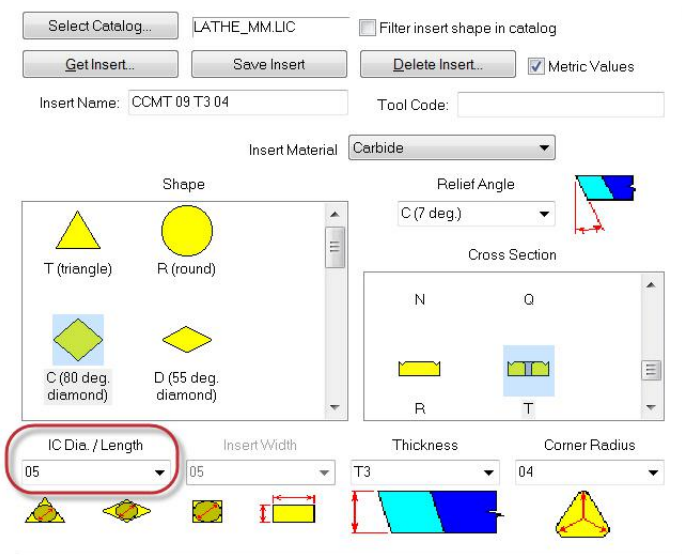 Select Catalog... LATHE_MM.LIC Filter insert shape in catalog
Get Insert... Save Insert Delete Insert... Metric Values
Insert Name: CCMT 09 T3 04 Tool Code:
Insert Material Carbide
Shape Relief Angle
C (7 deg.)
Cross Section
T (triangle) R (round)
N Q
C (80 deg. diamond) D (55 deg. diamond)
R T
IC Dia. / Length Insert Width Thickness Corner Radius
05 05 T3 04